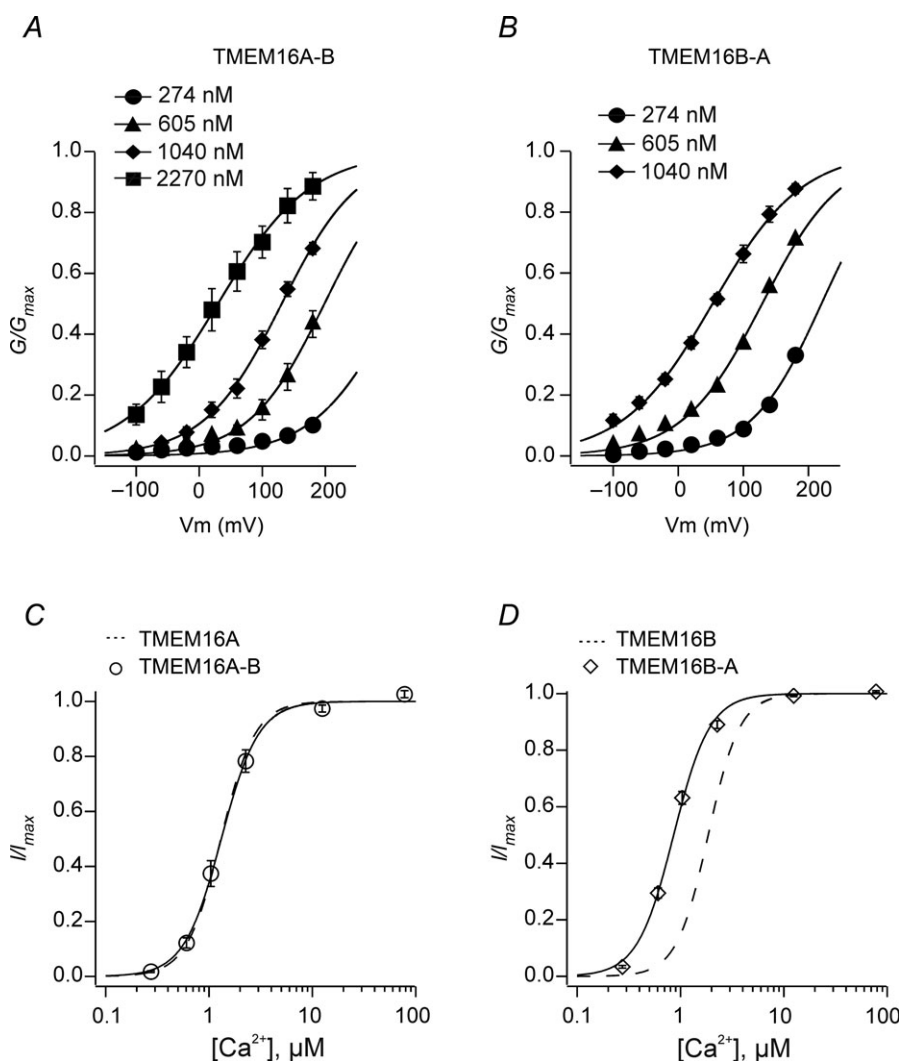 A
TMEM16A-B
274 nM
605 nM
1040 nM
2270 nM
1.0
0.8
0.6
0.4
0.2
0.0
G/Gmax
–100
0
100
200
Vm (mV)
B
TMEM16B-A
274 nM
605 nM
1040 nM
1.0
0.8
0.6
0.4
0.2
0.0
G/Gmax
–100
0
100
200
Vm (mV)
C
TMEM16A
TMEM16A-B
1.0
0.8
0.6
0.4
0.2
0.0
I/Imax
0.1
1
10
100
[Ca²⁺], μM
D
TMEM16B
TMEM16B-A
1.0
0.8
0.6
0.4
0.2
0.0
I/Imax
0.1
1
10
100
[Ca²⁺], μM